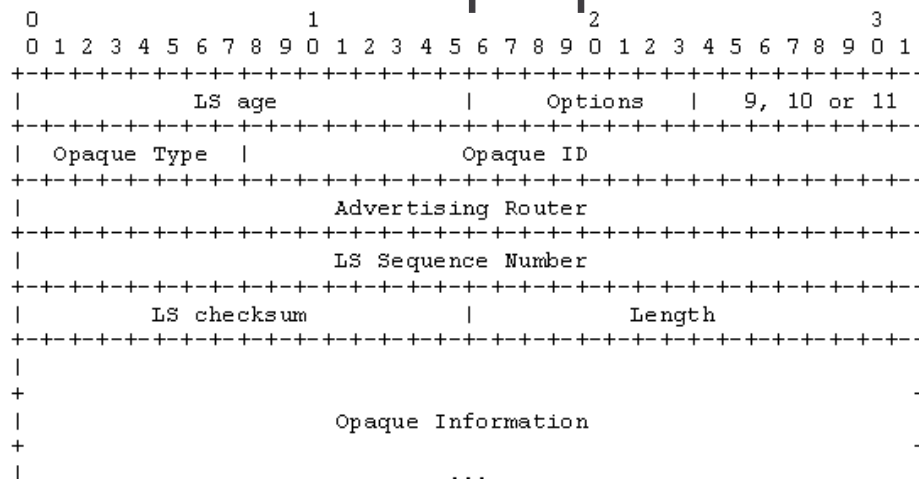 0 1 2 3
0 1 2 3 4 5 6 7 8 9 0 1 2 3 4 5 6 7 8 9 0 1 2 3 4 5 6 7 8 9 0 1
+-+-+-+-+-+-+-+-+-+-+-+-+-+-+-+-+-+-+-+-+-+-+-+-+-+-+-+-+-+-+-+--
| LS age | Options | 9, 10 or 11
+-+-+-+-+-+-+-+-+-+-+-+-+-+-+-+-+-+-+-+-+-+-+-+-+-+-+-+-+-+-+-+--
| Opaque Type | Opaque ID
+-+-+-+-+-+-+-+-+-+-+-+-+-+-+-+-+-+-+-+-+-+-+-+-+-+-+-+-+-+-+-+--
| Advertising Router
+-+-+-+-+-+-+-+-+-+-+-+-+-+-+-+-+-+-+-+-+-+-+-+-+-+-+-+-+-+-+-+--
| LS Sequence Number
+-+-+-+-+-+-+-+-+-+-+-+-+-+-+-+-+-+-+-+-+-+-+-+-+-+-+-+-+-+-+-+--
| LS checksum | Length
+-+-+-+-+-+-+-+-+-+-+-+-+-+-+-+-+-+-+-+-+-+-+-+-+-+-+-+-+-+-+-+--
|
+ -
| Opaque Information
+ -
| ...